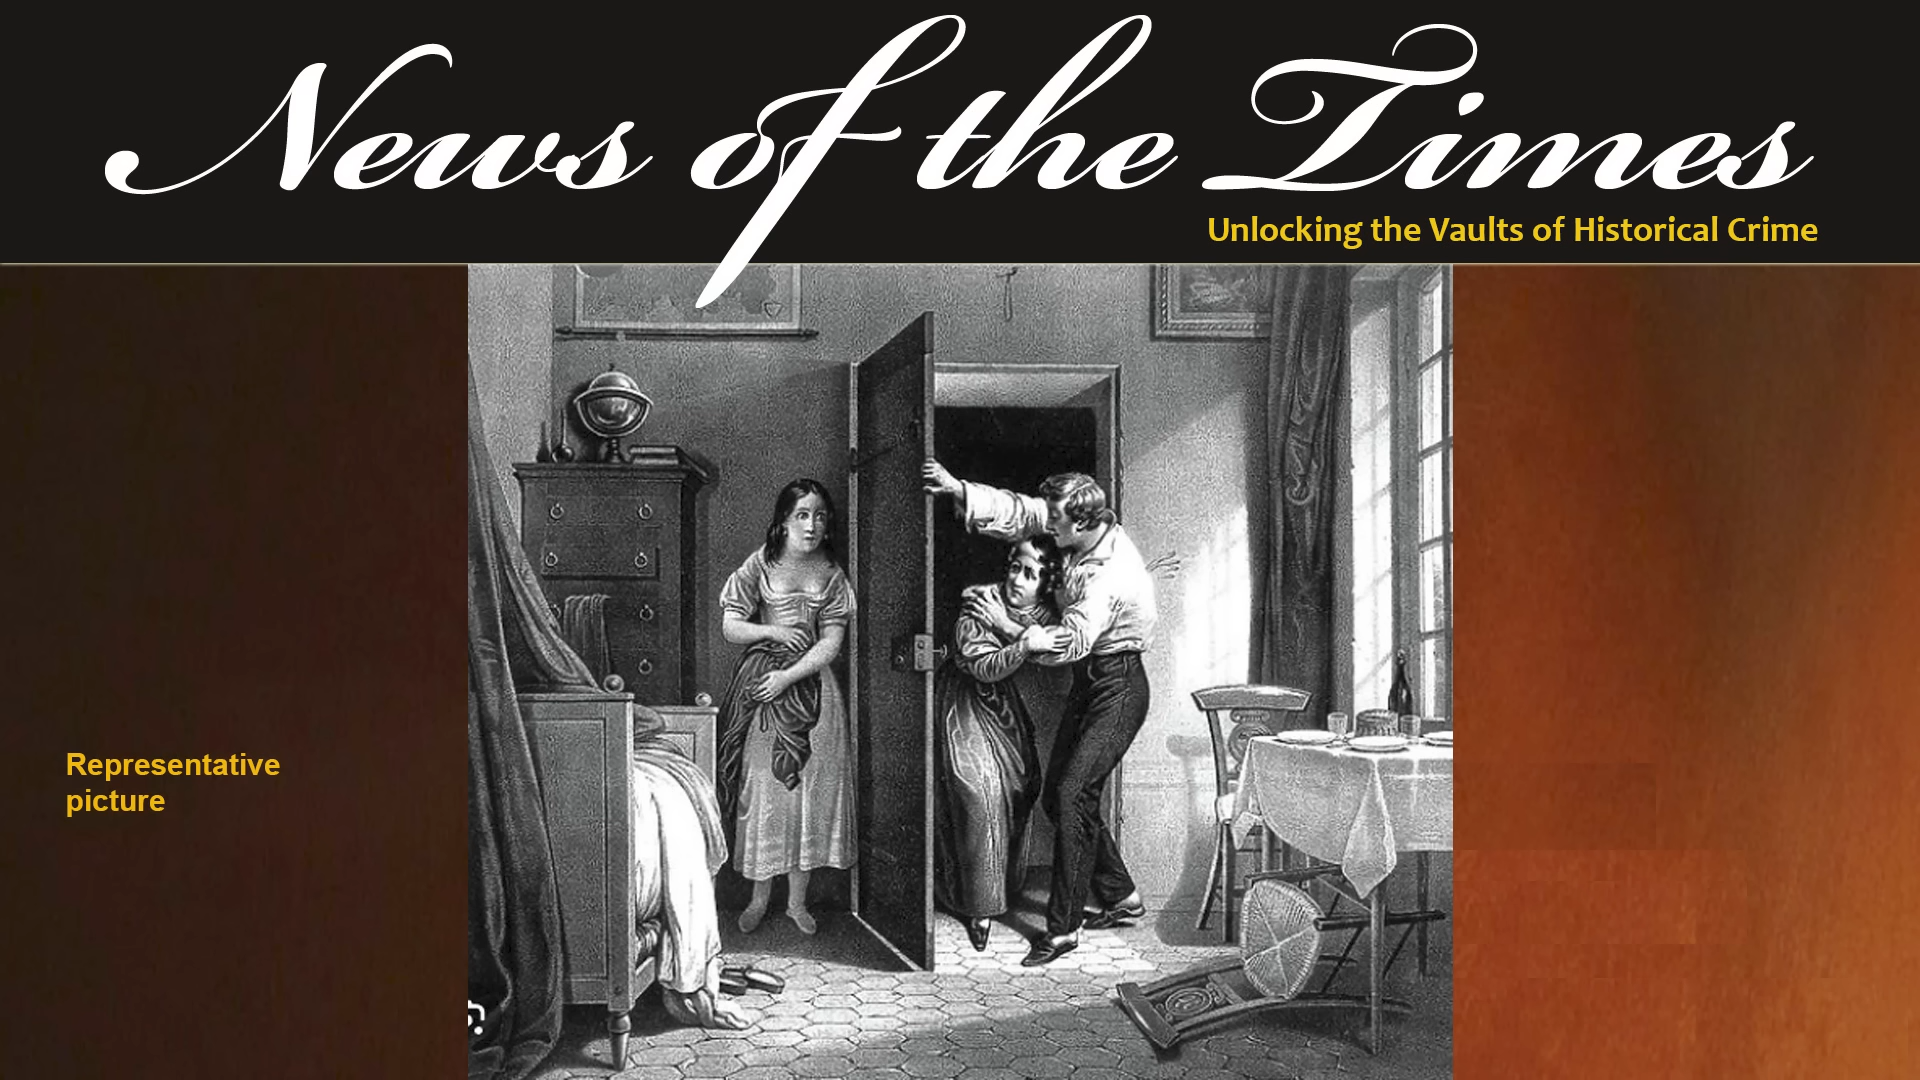 News of the Times
Unlocking the Vaults of Historical Crime
Representative
picture